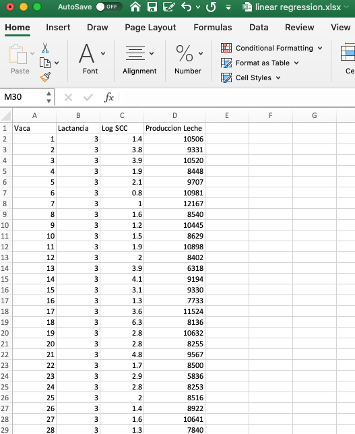 AutoSave OFF linear regression.xlsx
Home Insert Draw Page Layout Formulas Data Review View
Paste Font Alignment Number Conditional Formatting
Format as Table
Cell Styles Ce
M30 fx
A B C D E F G
1 Vaca Lactancia Log SCC Produccion Leche
2 1 3 1.4 10506
3 2 3 3.8 9331
4 3 3 3.9 10520
5 4 3 1.9 8448
6 5 3 2.1 9707
7 6 3 0.8 10981
8 7 3 1 12167
9 8 3 1.6 8540
10 9 3 1.2 10445
11 10 3 1.5 8629
12 11 3 1.9 10898
13 12 3 2 8402
14 13 3 3.9 6318
15 14 3 4.1 9194
16 15 3 3.1 9330
17 16 3 1.3 7733
18 17 3 3.6 11524
19 18 3 6.3 8136
20 19 3 2.8 10632
21 20 3 2.8 8255
22 21 3 4.8 9567
23 22 3 1.7 8500
24 23 3 2.9 5836
25 24 3 2.8 8253
26 25 3 2 8516
27 26 3 1.4 8922
28 27 3 1.6 10641
29 28 3 1.3 7840